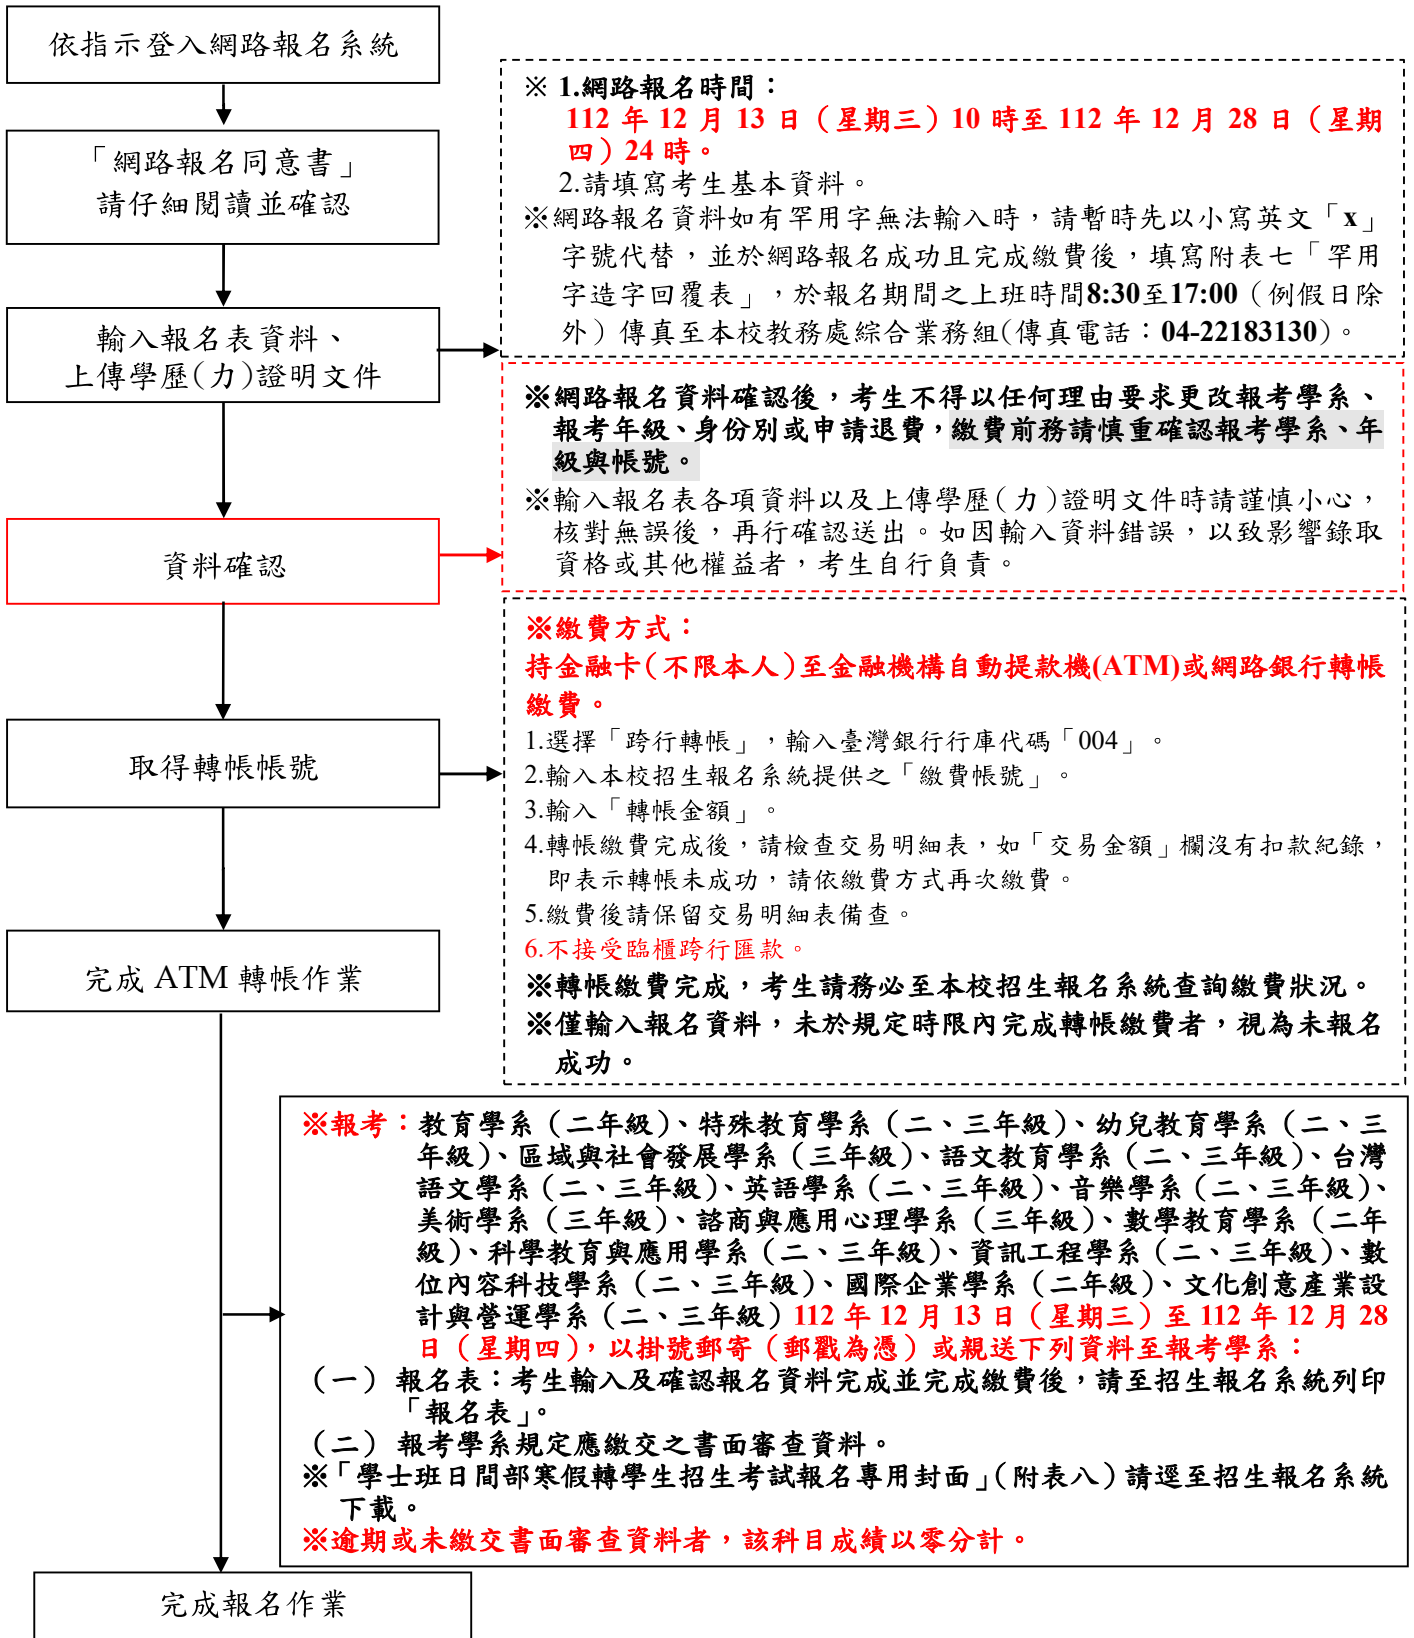 依指示登入網路報名系統
「網路報名同意書」
請仔細閱讀並確認
輸入報名表資料、
上傳學歷(力)證明文件
※ 1.網路報名時間：
112 年 12 月 13 日（星期三）10 時至 112 年 12 月 28 日（星期
四）24 時。
2.請填寫考生基本資料。
※網路報名資料如有罕用字無法輸入時，請暫時先以小寫英文「x」
字號代替，並於網路報名成功且完成繳費後，填寫附表七「罕用
字造字回覆表」，於報名期間之上班時間8:30至17:00（例假日除
外）傳真至本校教務處綜合業務組(傳真電話：04-22183130)。
資料確認
※網路報名資料確認後，考生不得以任何理由要求更改報考學系、
報考年級、身份別或申請退費，繳費前務請慎重確認報考學系、年
級與帳號。
※輸入報名表各項資料以及上傳學歷(力)證明文件時請謹慎小心，
核對無誤後，再行確認送出。如因輸入資料錯誤，以致影響錄取
資格或其他權益者，考生自行負責。
取得轉帳帳號
※繳費方式：
持金融卡(不限本人)至金融機構自動提款機(ATM)或網路銀行轉帳
繳費。
1.選擇「跨行轉帳」，輸入臺灣銀行行庫代碼「004」。
2.輸入本校招生報名系統提供之「繳費帳號」。
3.輸入「轉帳金額」。
4.轉帳繳費完成後，請檢查交易明細表，如「交易金額」欄沒有扣款紀錄，
即表示轉帳未成功，請依繳費方式再次繳費。
5.繳費後請保留交易明細表備查。
6.不接受臨櫃跨行匯款。
※轉帳繳費完成，考生請務必至本校招生報名系統查詢繳費狀況。
※僅輸入報名資料，未於規定時限內完成轉帳繳費者，視為未報名
成功。
完成 ATM 轉帳作業
※報考：教育學系（二年級）、特殊教育學系（二、三年級）、幼兒教育學系（二、三
年級）、區域與社會發展學系（三年級）、語文教育學系（二、三年級）、台灣
語文學系（二、三年級）、英語學系（二、三年級）、音樂學系（二、三年級）、
美術學系（三年級）、諮商與應用心理學系（三年級）、數學教育學系（二年
級）、科學教育與應用學系（二、三年級）、資訊工程學系（二、三年級）、數
位內容科技學系（二、三年級）、國際企業學系（二年級）、文化創意產業設
計與營運學系（二、三年級）112 年 12 月 13 日（星期三）至 112 年 12 月 28
日（星期四），以掛號郵寄（郵戳為憑）或親送下列資料至報考學系：
（一） 報名表：考生輸入及確認報名資料完成並完成繳費後，請至招生報名系統列印
「報名表」。
（二） 報考學系規定應繳交之書面審查資料。
※「學士班日間部寒假轉學生招生考試報名專用封面」（附表八）請逕至招生報名系統
下載。
※逾期或未繳交書面審查資料者，該科目成績以零分計。
完成報名作業